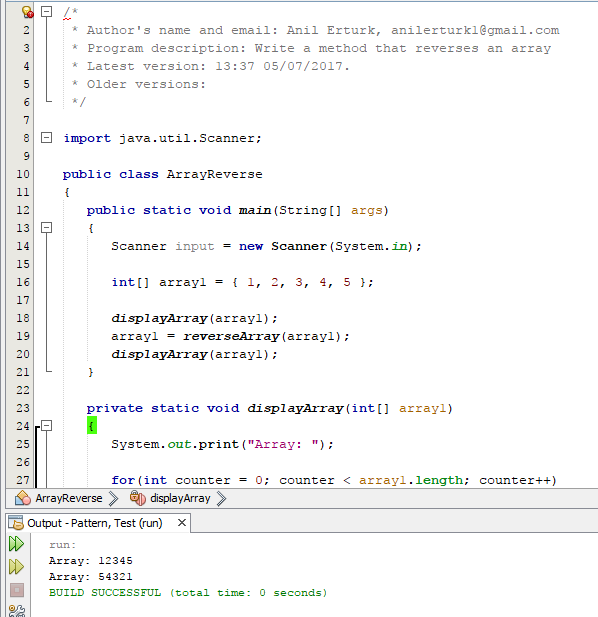 /*
2 * Author's name and email: Anil Erturk, anilerturk1@gmail.com
3 * Program description: Write a method that reverses an array
4 * Latest version: 13:37 05/07/2017.
5 * Older versions:
6 */
7
8 import java.util.Scanner;
9
10 public class ArrayReverse
11 {
12 public static void main(String[] args)
13 {
14 Scanner input = new Scanner(System.in);
15
16 int[] array1 = { 1, 2, 3, 4, 5 };
17
18 displayArray(array1);
19 array1 = reverseArray(array1);
20 displayArray(array1);
21 }
22
23 private static void displayArray(int[] array1)
24 {
25 System.out.print("Array: ");
26
27 for(int counter = 0; counter < array1.length; counter++)
ArrayReverse displayArray
Output - Pattern, Test (run) ×
run:
Array: 12345
Array: 54321
BUILD SUCCESSFUL (total time: 0 seconds)